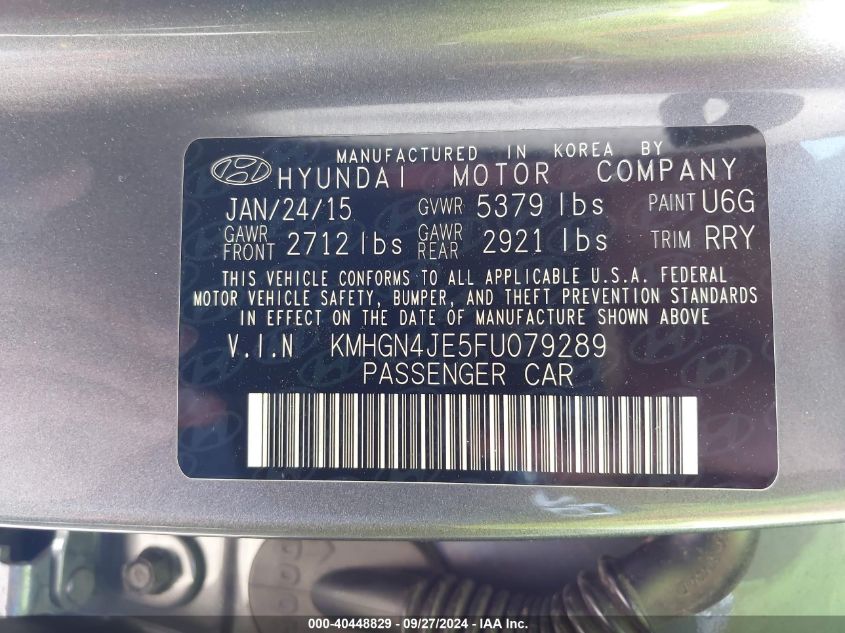 MANUFACTURED IN KOREA BY
HYUNDAI MOTOR COMPANY
JAN/24/15 GVWR 5379 lbs PAINT U6G
GAWR FRONT 2712 lbs GAWR REAR 2921 lbs TRIM RRY
THIS VEHICLE CONFORMS TO ALL APPLICABLE U.S.A. FEDERAL
MOTOR VEHICLE SAFETY, BUMPER, AND THEFT PREVENTION STANDARDS
IN EFFECT ON THE DATE OF MANUFACTURE SHOWN ABOVE
V.I.N KMHGN4JE5FU079289
PASSENGER CAR
000-40448829 - 09/27/2024 - IAA Inc.